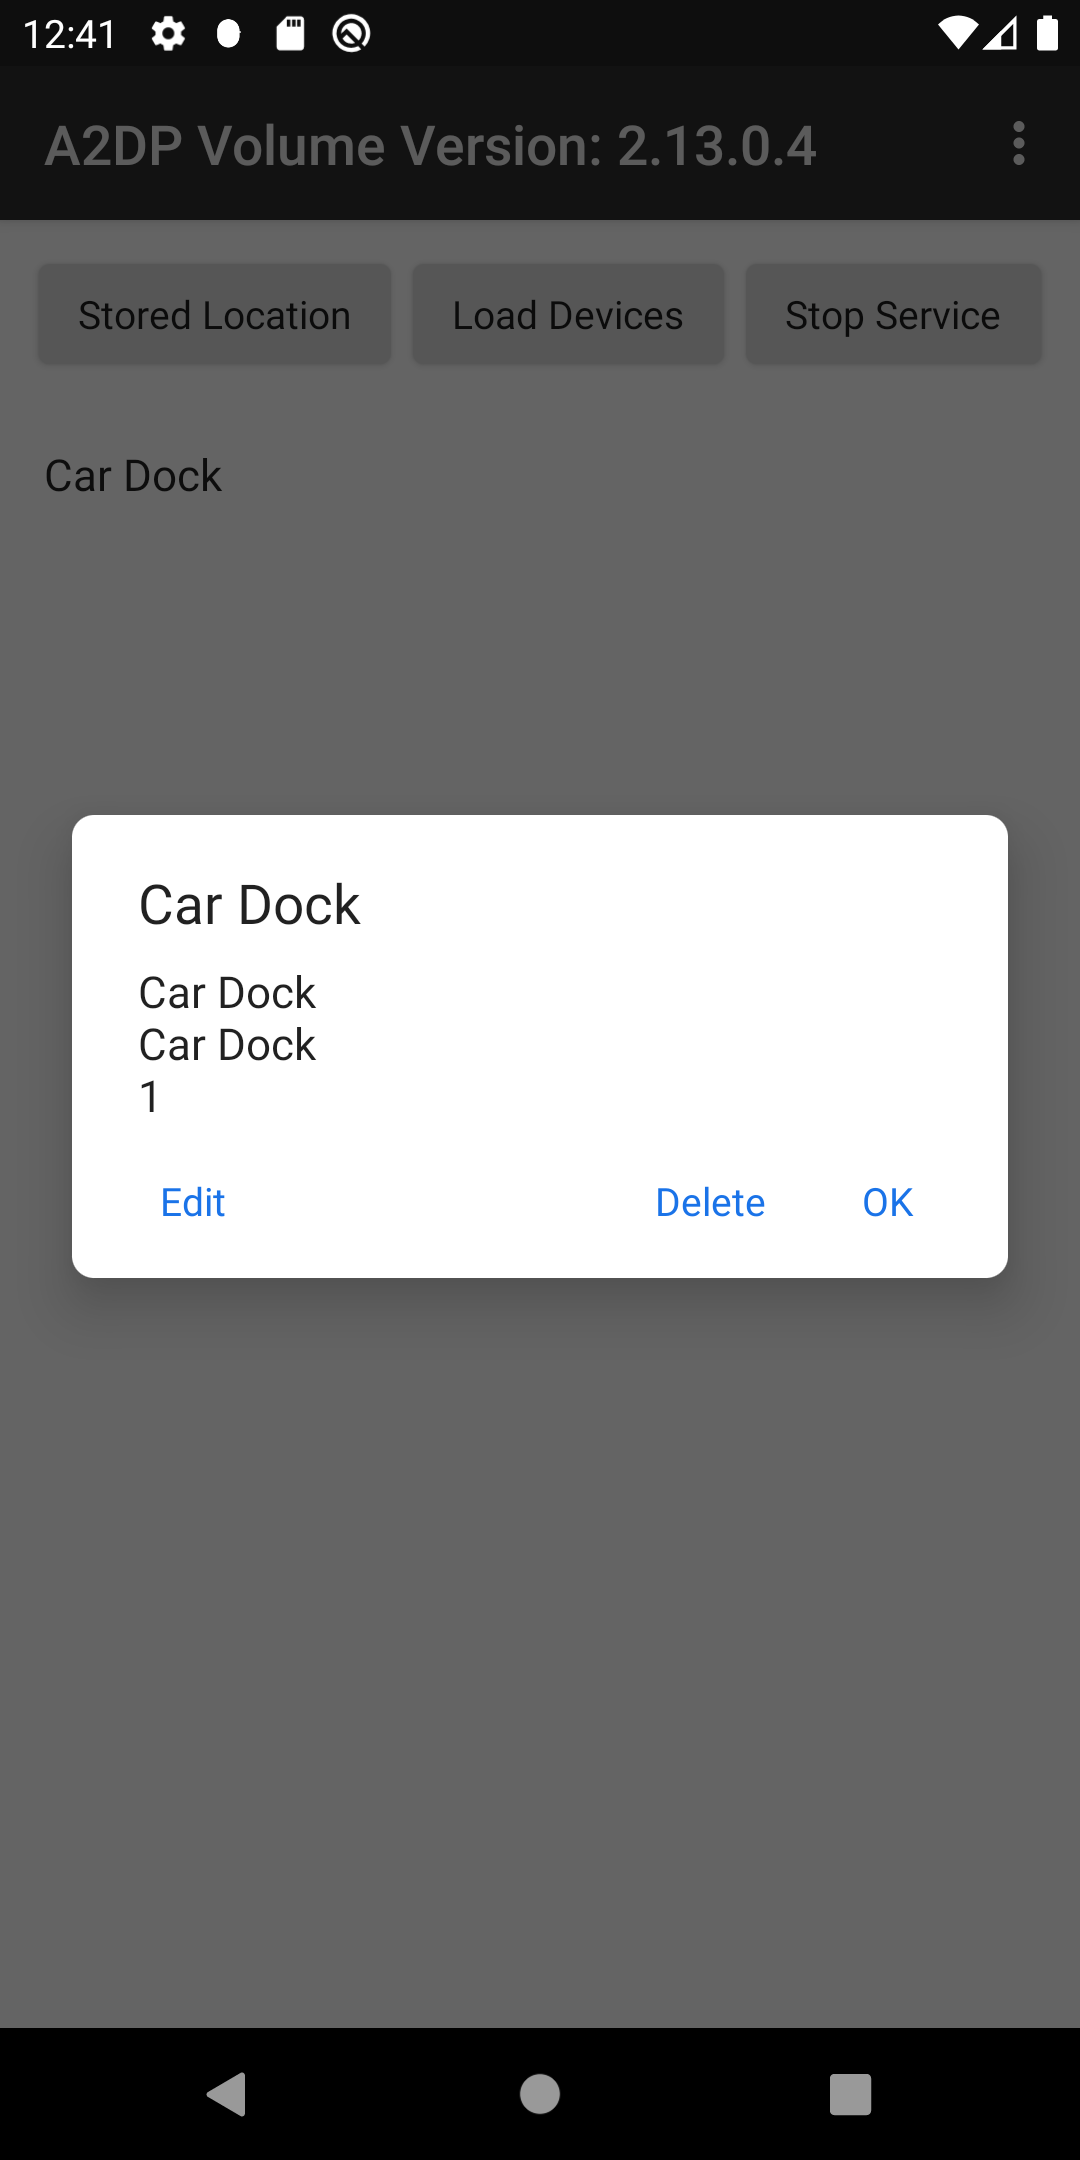 12:41
A2DP Volume Version: 2.13.0.4
Stored Location
Load Devices
Stop Service
Car Dock
Car Dock
Car Dock
Car Dock
1
Edit
Delete
OK